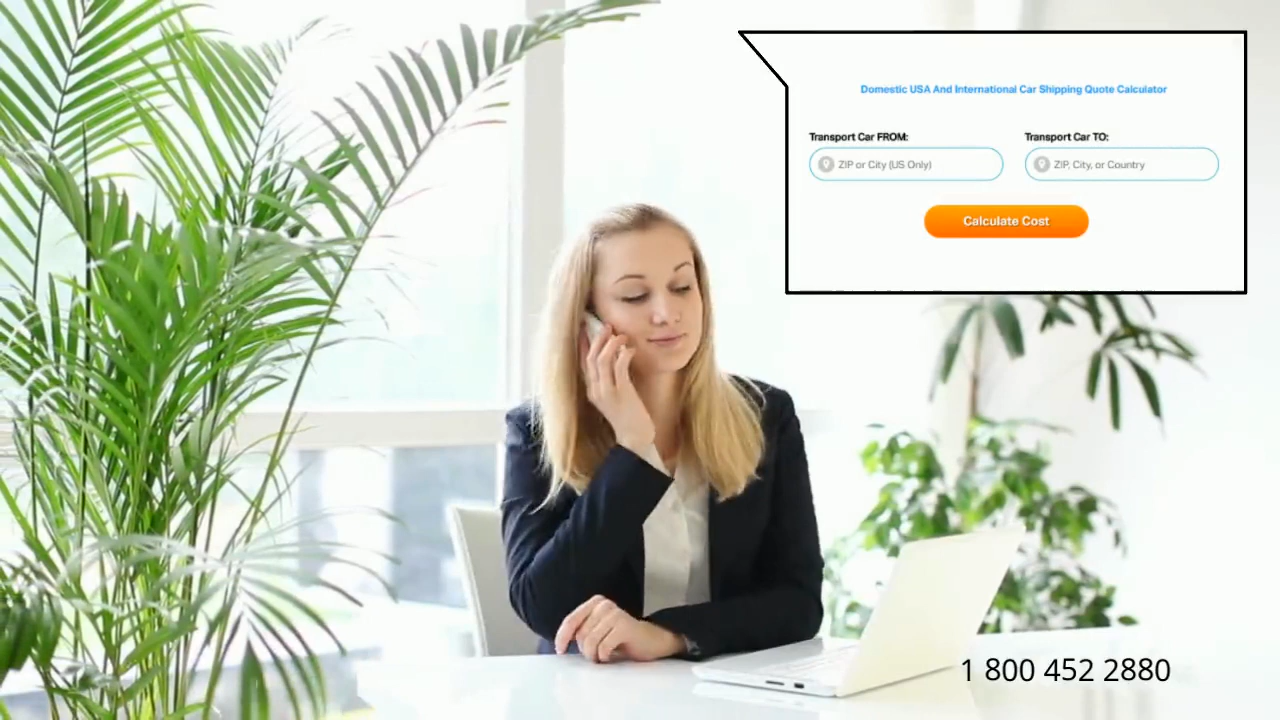 Domestic USA And International Car Shipping Quote Calculator
Transport Car FROM: Transport Car TO:
ZIP or City (US Only) ZIP, City, or Country
Calculate Cost
1 800 452 2880